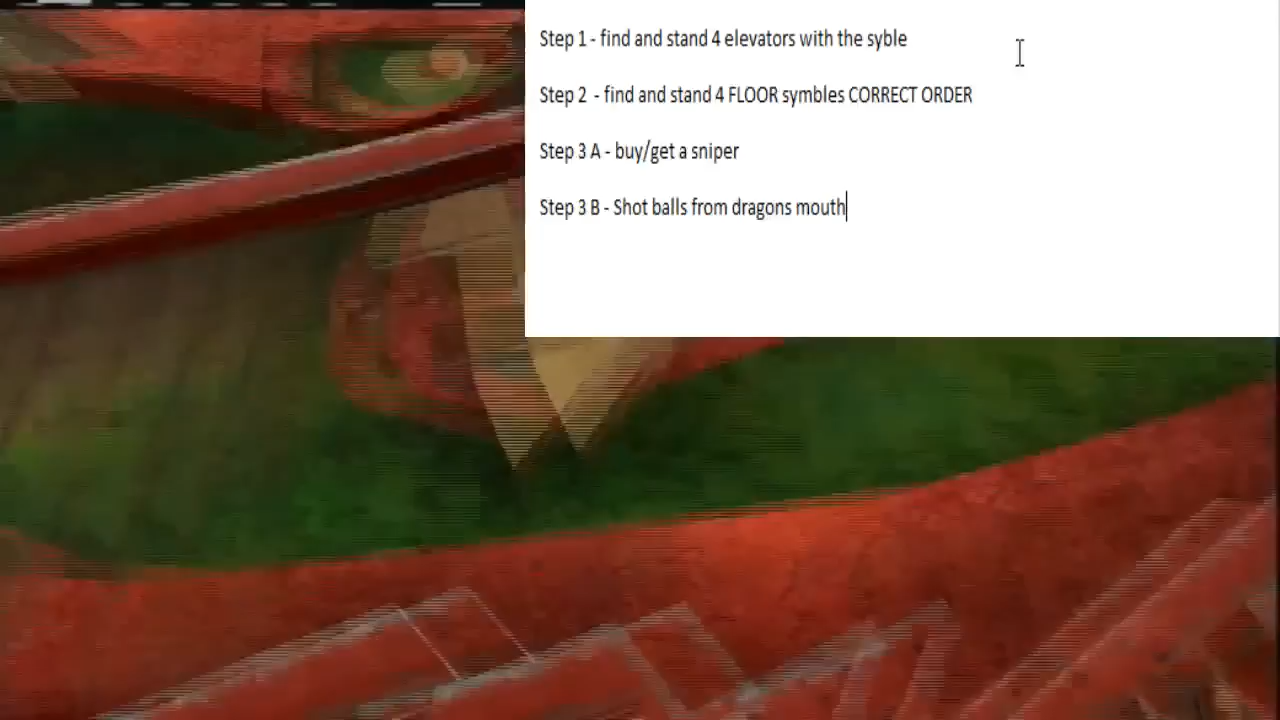 Step 1 - find and stand 4 elevators with the syble
Step 2  - find and stand 4 FLOOR symbles CORRECT ORDER
Step 3 A - buy/get a sniper
Step 3 B - Shot balls from dragons mouth